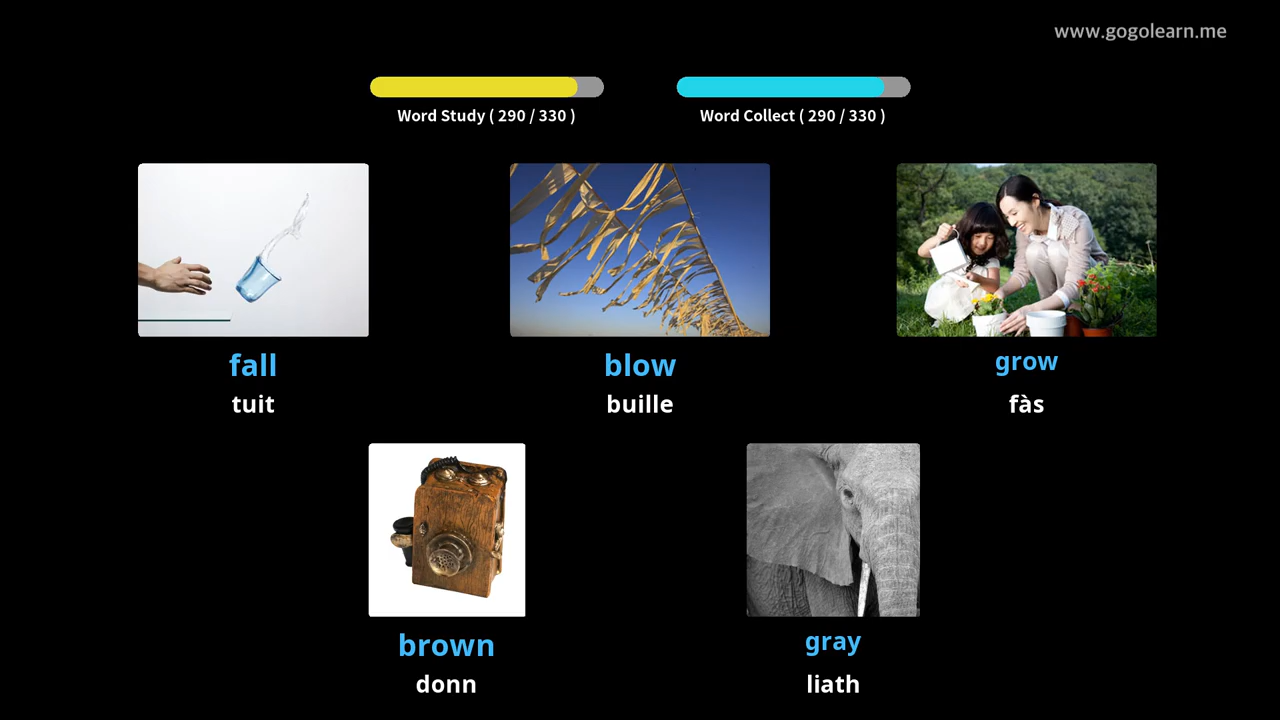 www.gogolearn.me
Word Study ( 290 / 330 )
Word Collect ( 290 / 330 )
fall
tuit
blow
buille
grow
fàs
brown
donn
gray
liath